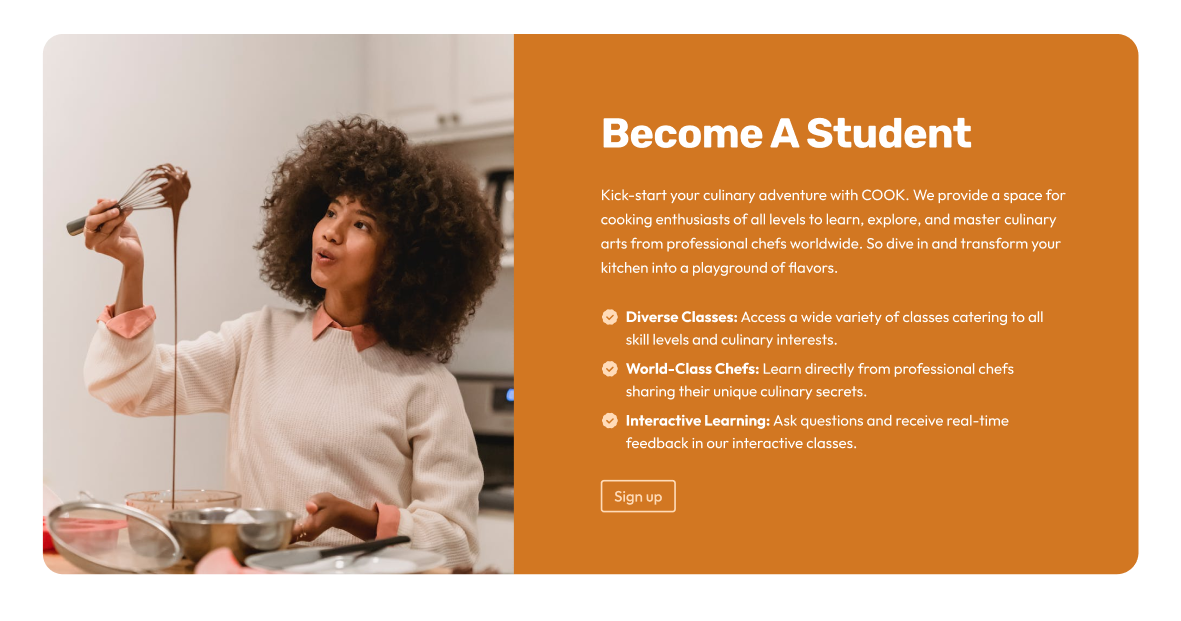 Become A Student
Kick-start your culinary adventure with COOK. We provide a space for
cooking enthusiasts of all levels to learn, explore, and master culinary
arts from professional chefs worldwide. So dive in and transform your
kitchen into a playground of flavors.
Diverse Classes: Access a wide variety of classes catering to all
skill levels and culinary interests.
World-Class Chefs: Learn directly from professional chefs
sharing their unique culinary secrets.
Interactive Learning: Ask questions and receive real-time
feedback in our interactive classes.
Sign up